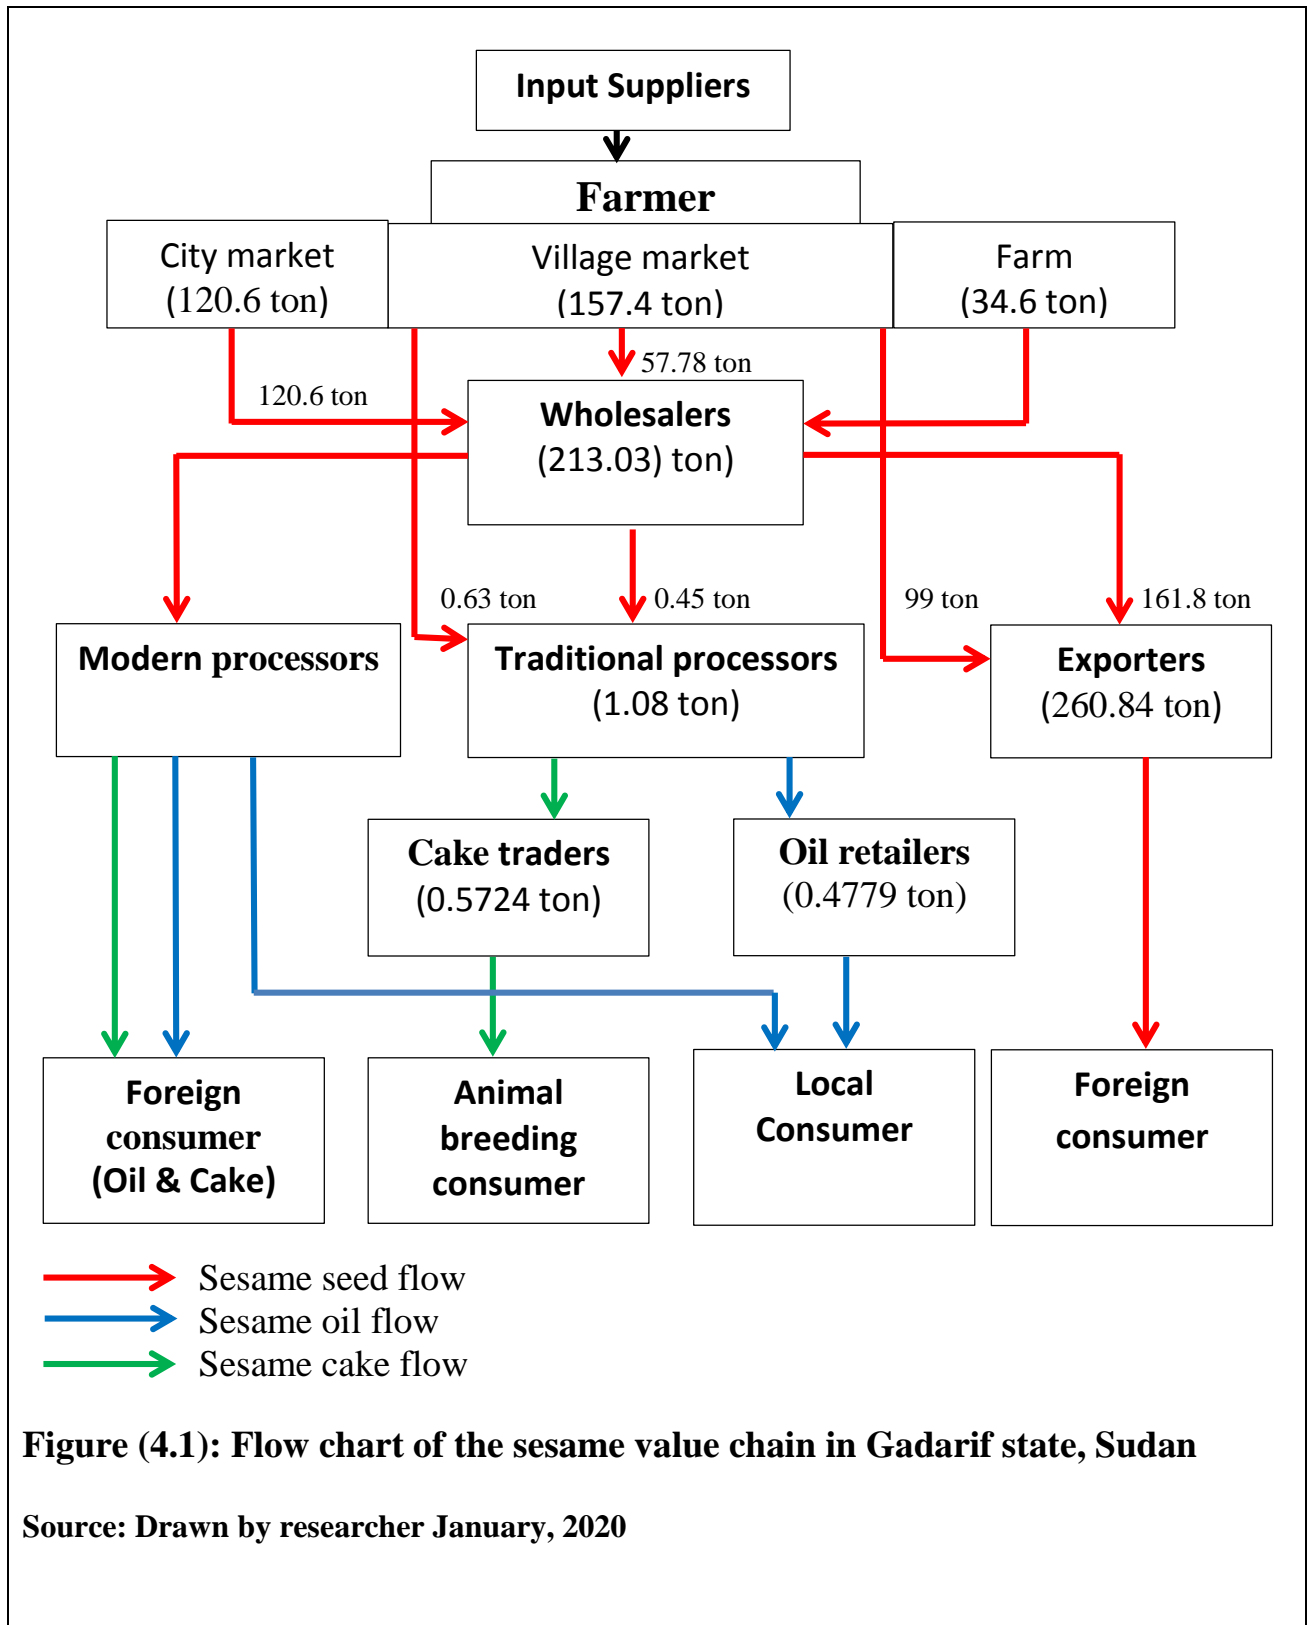 Input Suppliers
Farmer
City market
(120.6 ton)
Village market
(157.4 ton)
Farm
(34.6 ton)
57.78 ton
120.6 ton
Wholesalers
(213.03) ton)
0.63 ton
0.45 ton
99 ton
161.8 ton
Modern processors
Traditional processors
(1.08 ton)
Exporters
(260.84 ton)
Cake traders
(0.5724 ton)
Oil retailers
(0.4779 ton)
Foreign
consumer
(Oil & Cake)
Animal
breeding
consumer
Local
Consumer
Foreign
consumer
Sesame seed flow
Sesame oil flow
Sesame cake flow
Figure (4.1): Flow chart of the sesame value chain in Gadarif state, Sudan
Source: Drawn by researcher January, 2020